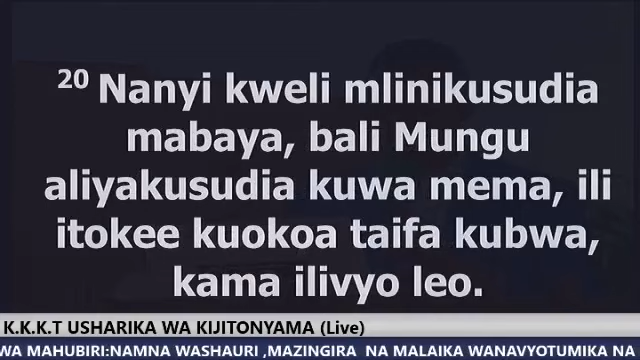 20 Nanyi kweli mlinikusudia
mabaya, bali Mungu
aliyakusudia kuwa mema, ili
itokee kuokoa taifa kubwa,
kama ilivyo leo.
K.K.K.T USHARIKA WA KIJITONYAMA (Live)
WA MAHUBIRI:NAMNA WASHAURI ,MAZINGIRA NA MALAIKA WANAVYOTUMIKA NA